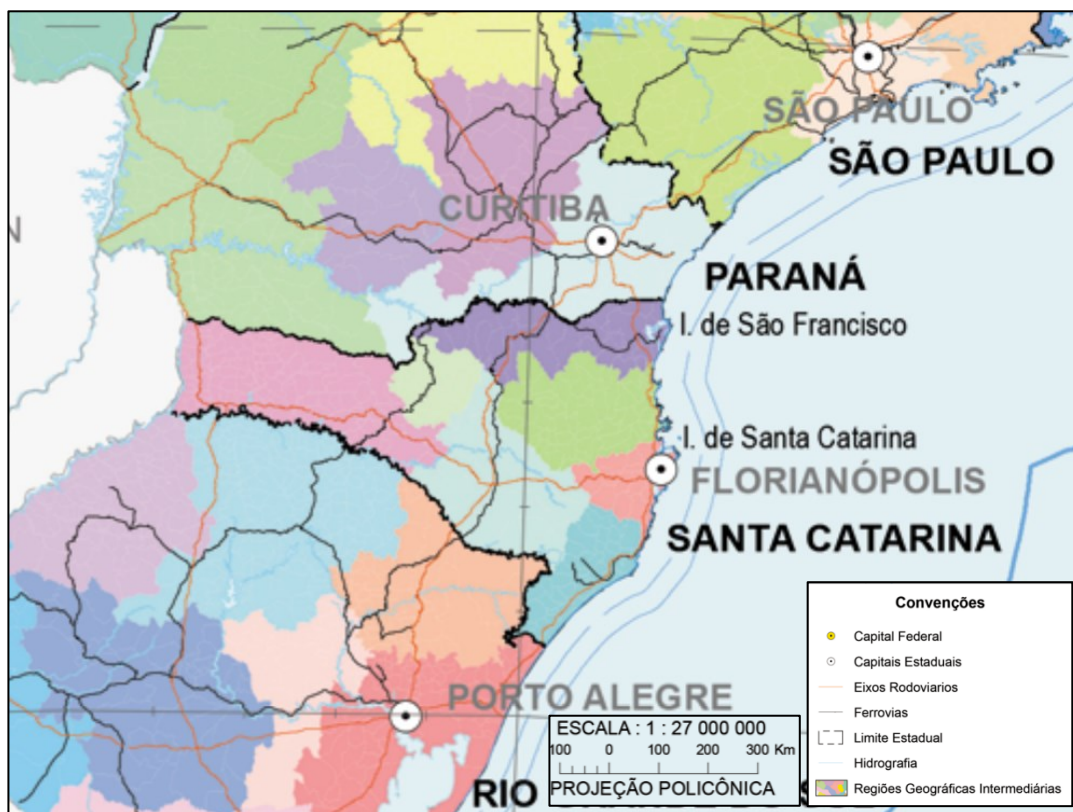 SÃO PAULO
SÃO PAULO
CURITIBA
N
PARANÁ
I. de São Francisco
I. de Santa Catarina
FLORIANÓPOLIS
SANTA CATARINA
Convenções
Capital Federal
Capitais Estaduais
Eixos Rodoviarios
Ferrovias
Limite Estadual
Hidrografia
Regiões Geográficas Intermediárias
PORTO ALEGRE
ESCALA : 1 : 27 000 000
100 0 100 200 300 Km
PROJEÇÃO POLICÔNICA
RIO